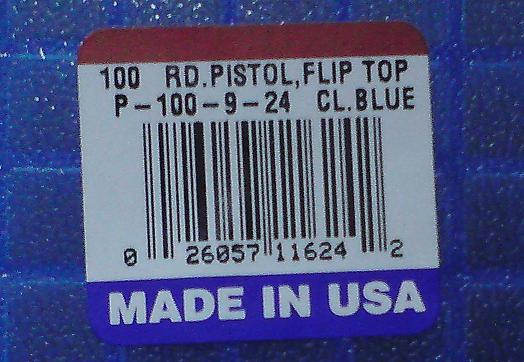 100 RD.PISTOL,FLIP TOP
P-100-9-24 CL.BLUE
0 26057 11624 2
MADE IN USA